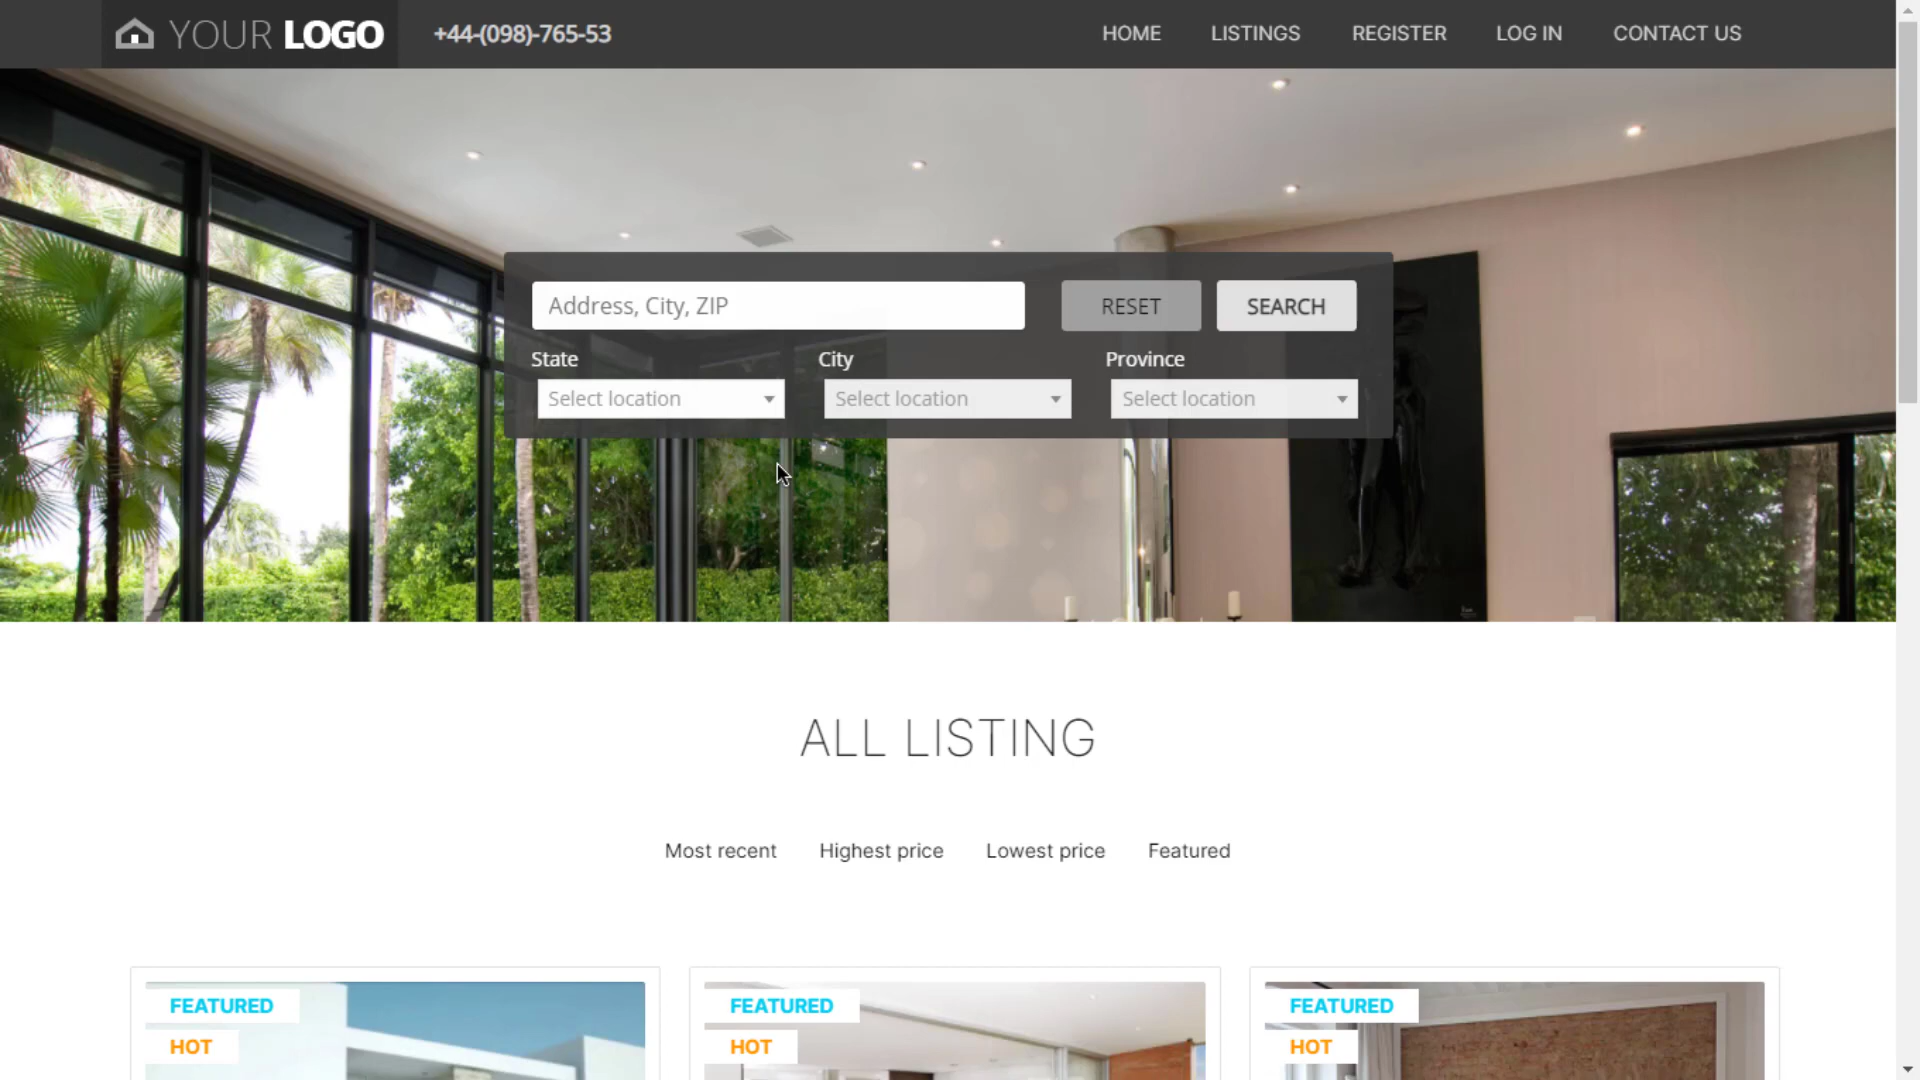 YOUR LOGO
+44-(098)-765-53
HOME
LISTINGS
REGISTER
LOG IN
CONTACT US
Address, City, ZIP
RESET
SEARCH
State
City
Province
Select location
Select location
Select location
ALL LISTING
Most recent
Highest price
Lowest price
Featured
FEATURED
HOT
FEATURED
HOT
FEATURED
HOT